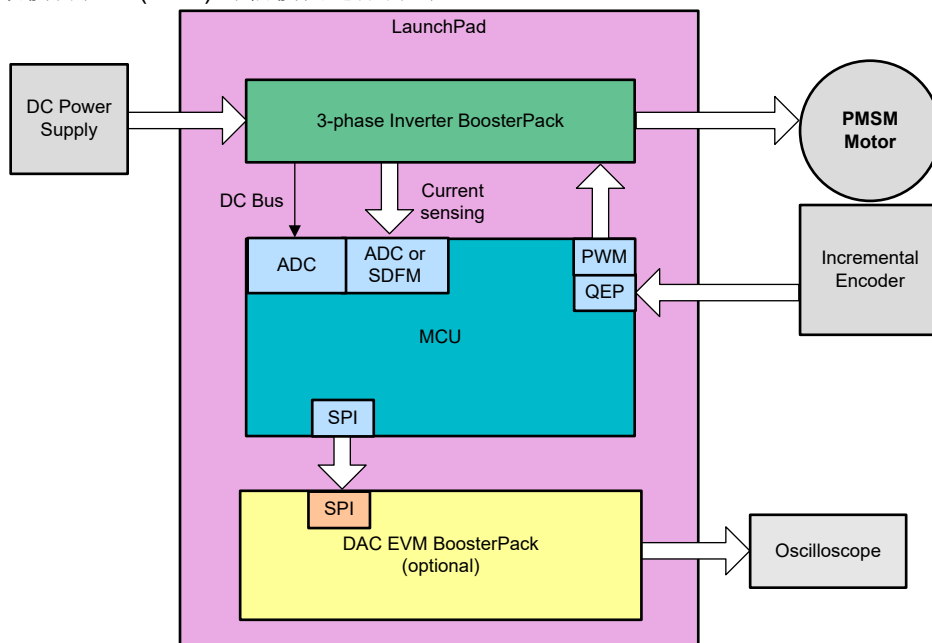 LaunchPad
DC Power
Supply
3-phase Inverter BoosterPack
PMSM
Motor
DC Bus
Current
sensing
ADC
ADC or
SDFM
PWM
QEP
Incremental
Encoder
MCU
SPI
SPI
DAC EVM BoosterPack
(optional)
Oscilloscope